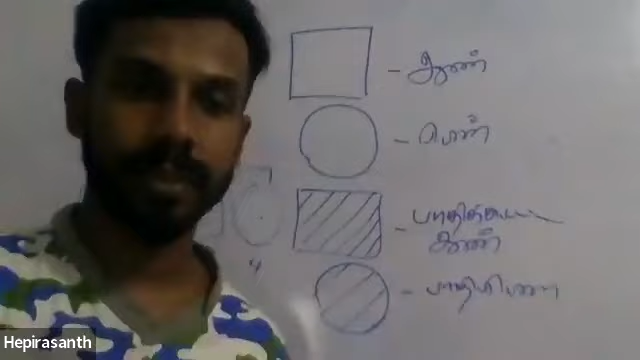 - ஆண்
- பெண்
- பாதிக்கப்பட்ட
ஆண்
Hepirasanth